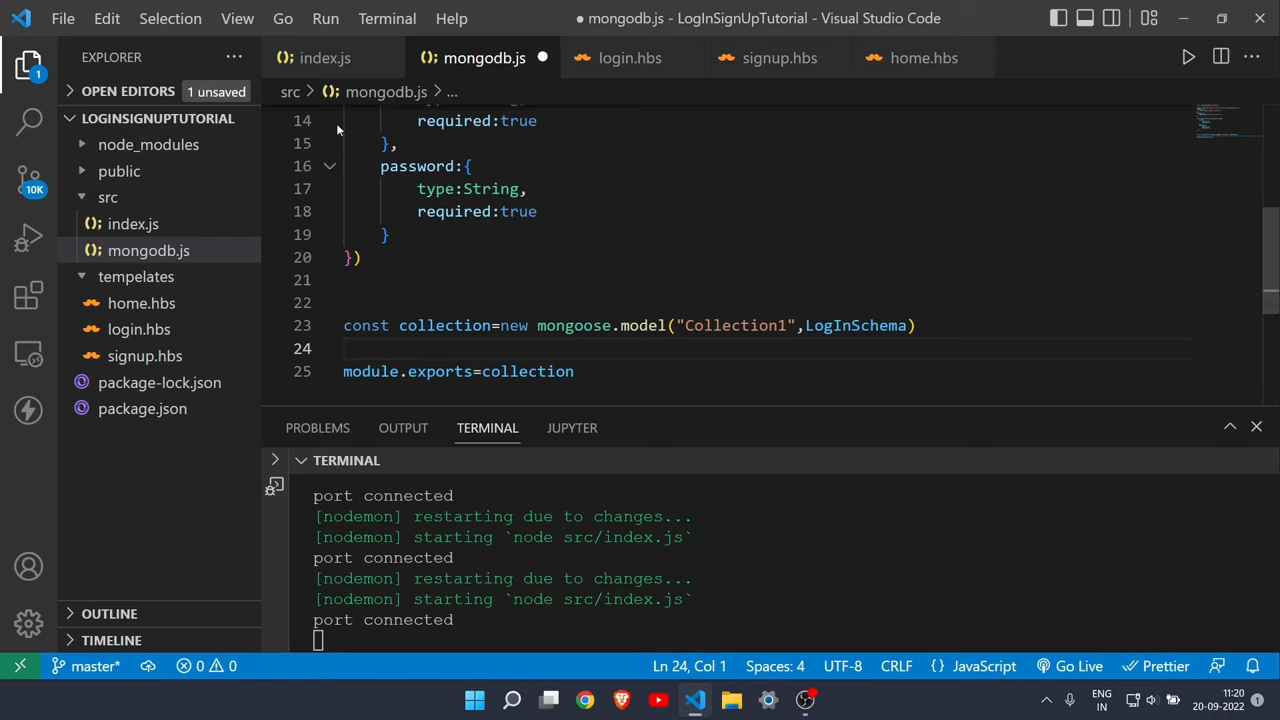 File Edit Selection View Go Run Terminal Help
● mongodb.js - LogInSignUpTutorial - Visual Studio Code
EXPLORER
index.js
mongodb.js
login.hbs
signup.hbs
home.hbs
1
OPEN EDITORS 1 unsaved
src > mongodb.js > ...
LOGINSIGNUPTUTORIAL
node_modules
public
src
index.js
mongodb.js
tempelates
home.hbs
login.hbs
signup.hbs
package-lock.json
package.json
OUTLINE
TIMELINE
10K
14 required:true
15 },
16 password:{
17 type:String,
18 required:true
19 }
20 })
21
22
23 const collection=new mongoose.model("Collection1",LogInSchema)
24
25 module.exports=collection
PROBLEMS OUTPUT TERMINAL JUPYTER
TERMINAL
port connected
[nodemon] restarting due to changes...
[nodemon] starting `node src/index.js`
port connected
[nodemon] restarting due to changes...
[nodemon] starting `node src/index.js`
port connected
master* 0 0 Ln 24, Col 1 Spaces: 4 UTF-8 CRLF {} JavaScript Go Live Prettier
ENG
IN
11:20
20-09-2022
1